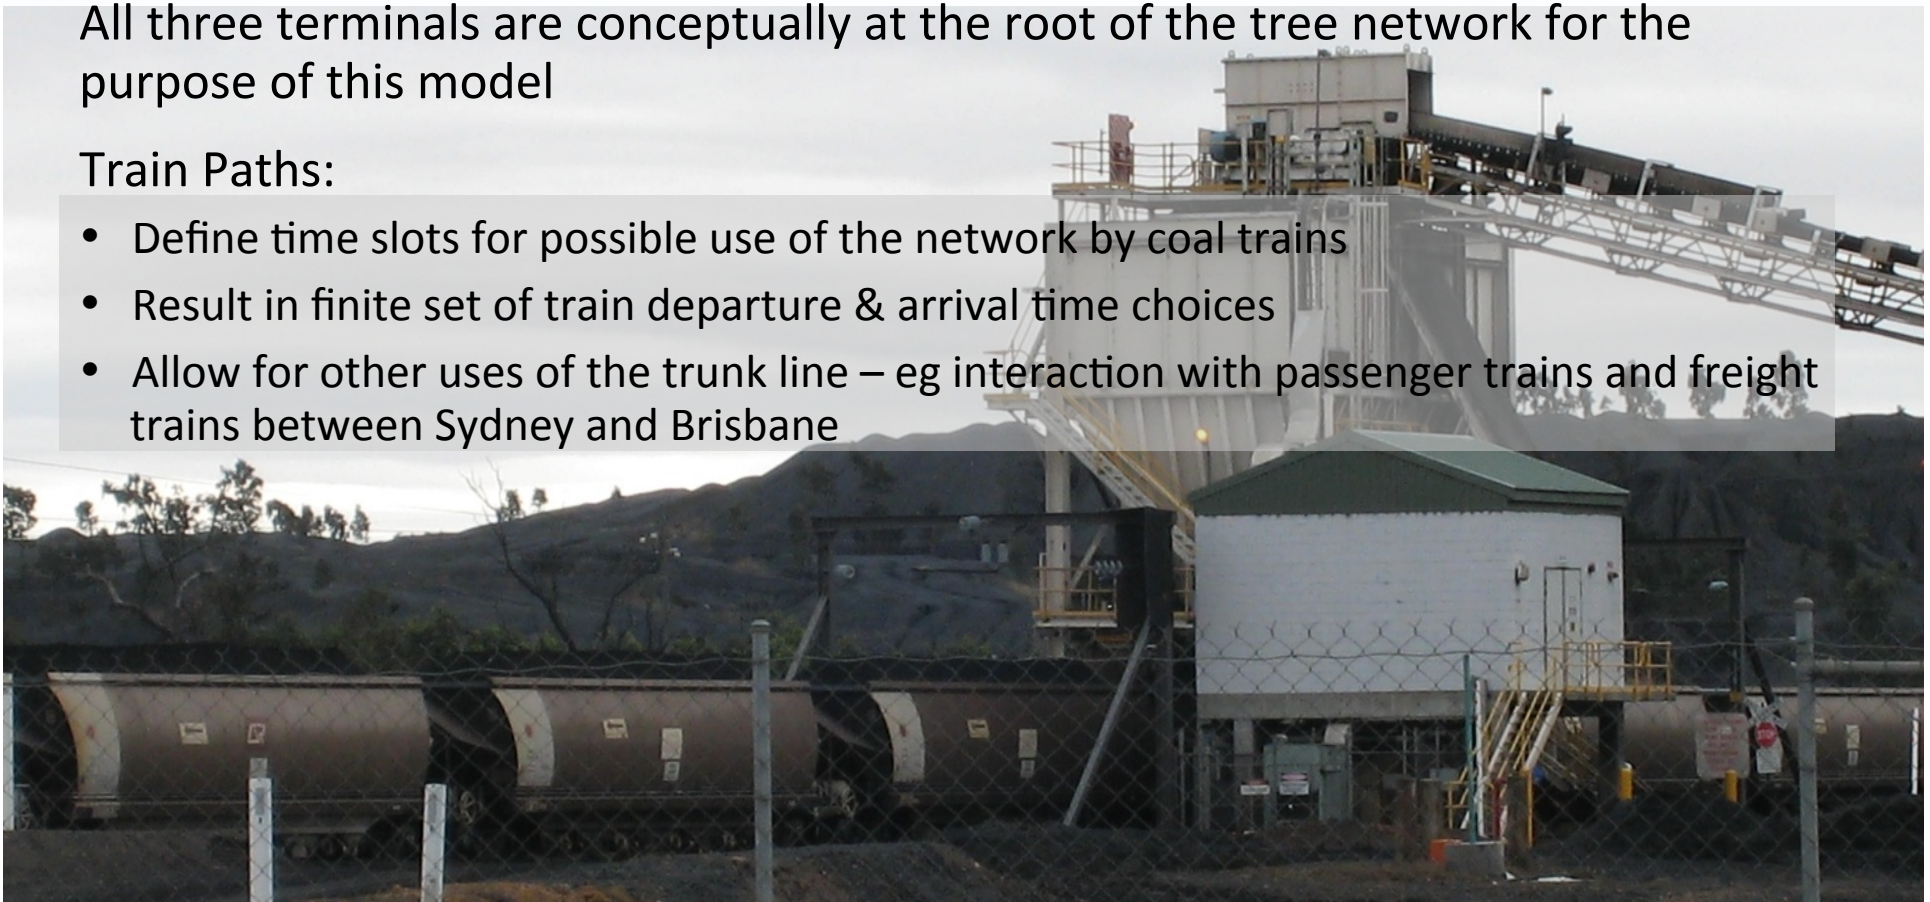 All three terminals are conceptually at the root of the tree network for the
purpose of this model
Train Paths:
• Define time slots for possible use of the network by coal trains
• Result in finite set of train departure & arrival time choices
• Allow for other uses of the trunk line – eg interaction with passenger trains and freight
trains between Sydney and Brisbane
STOP